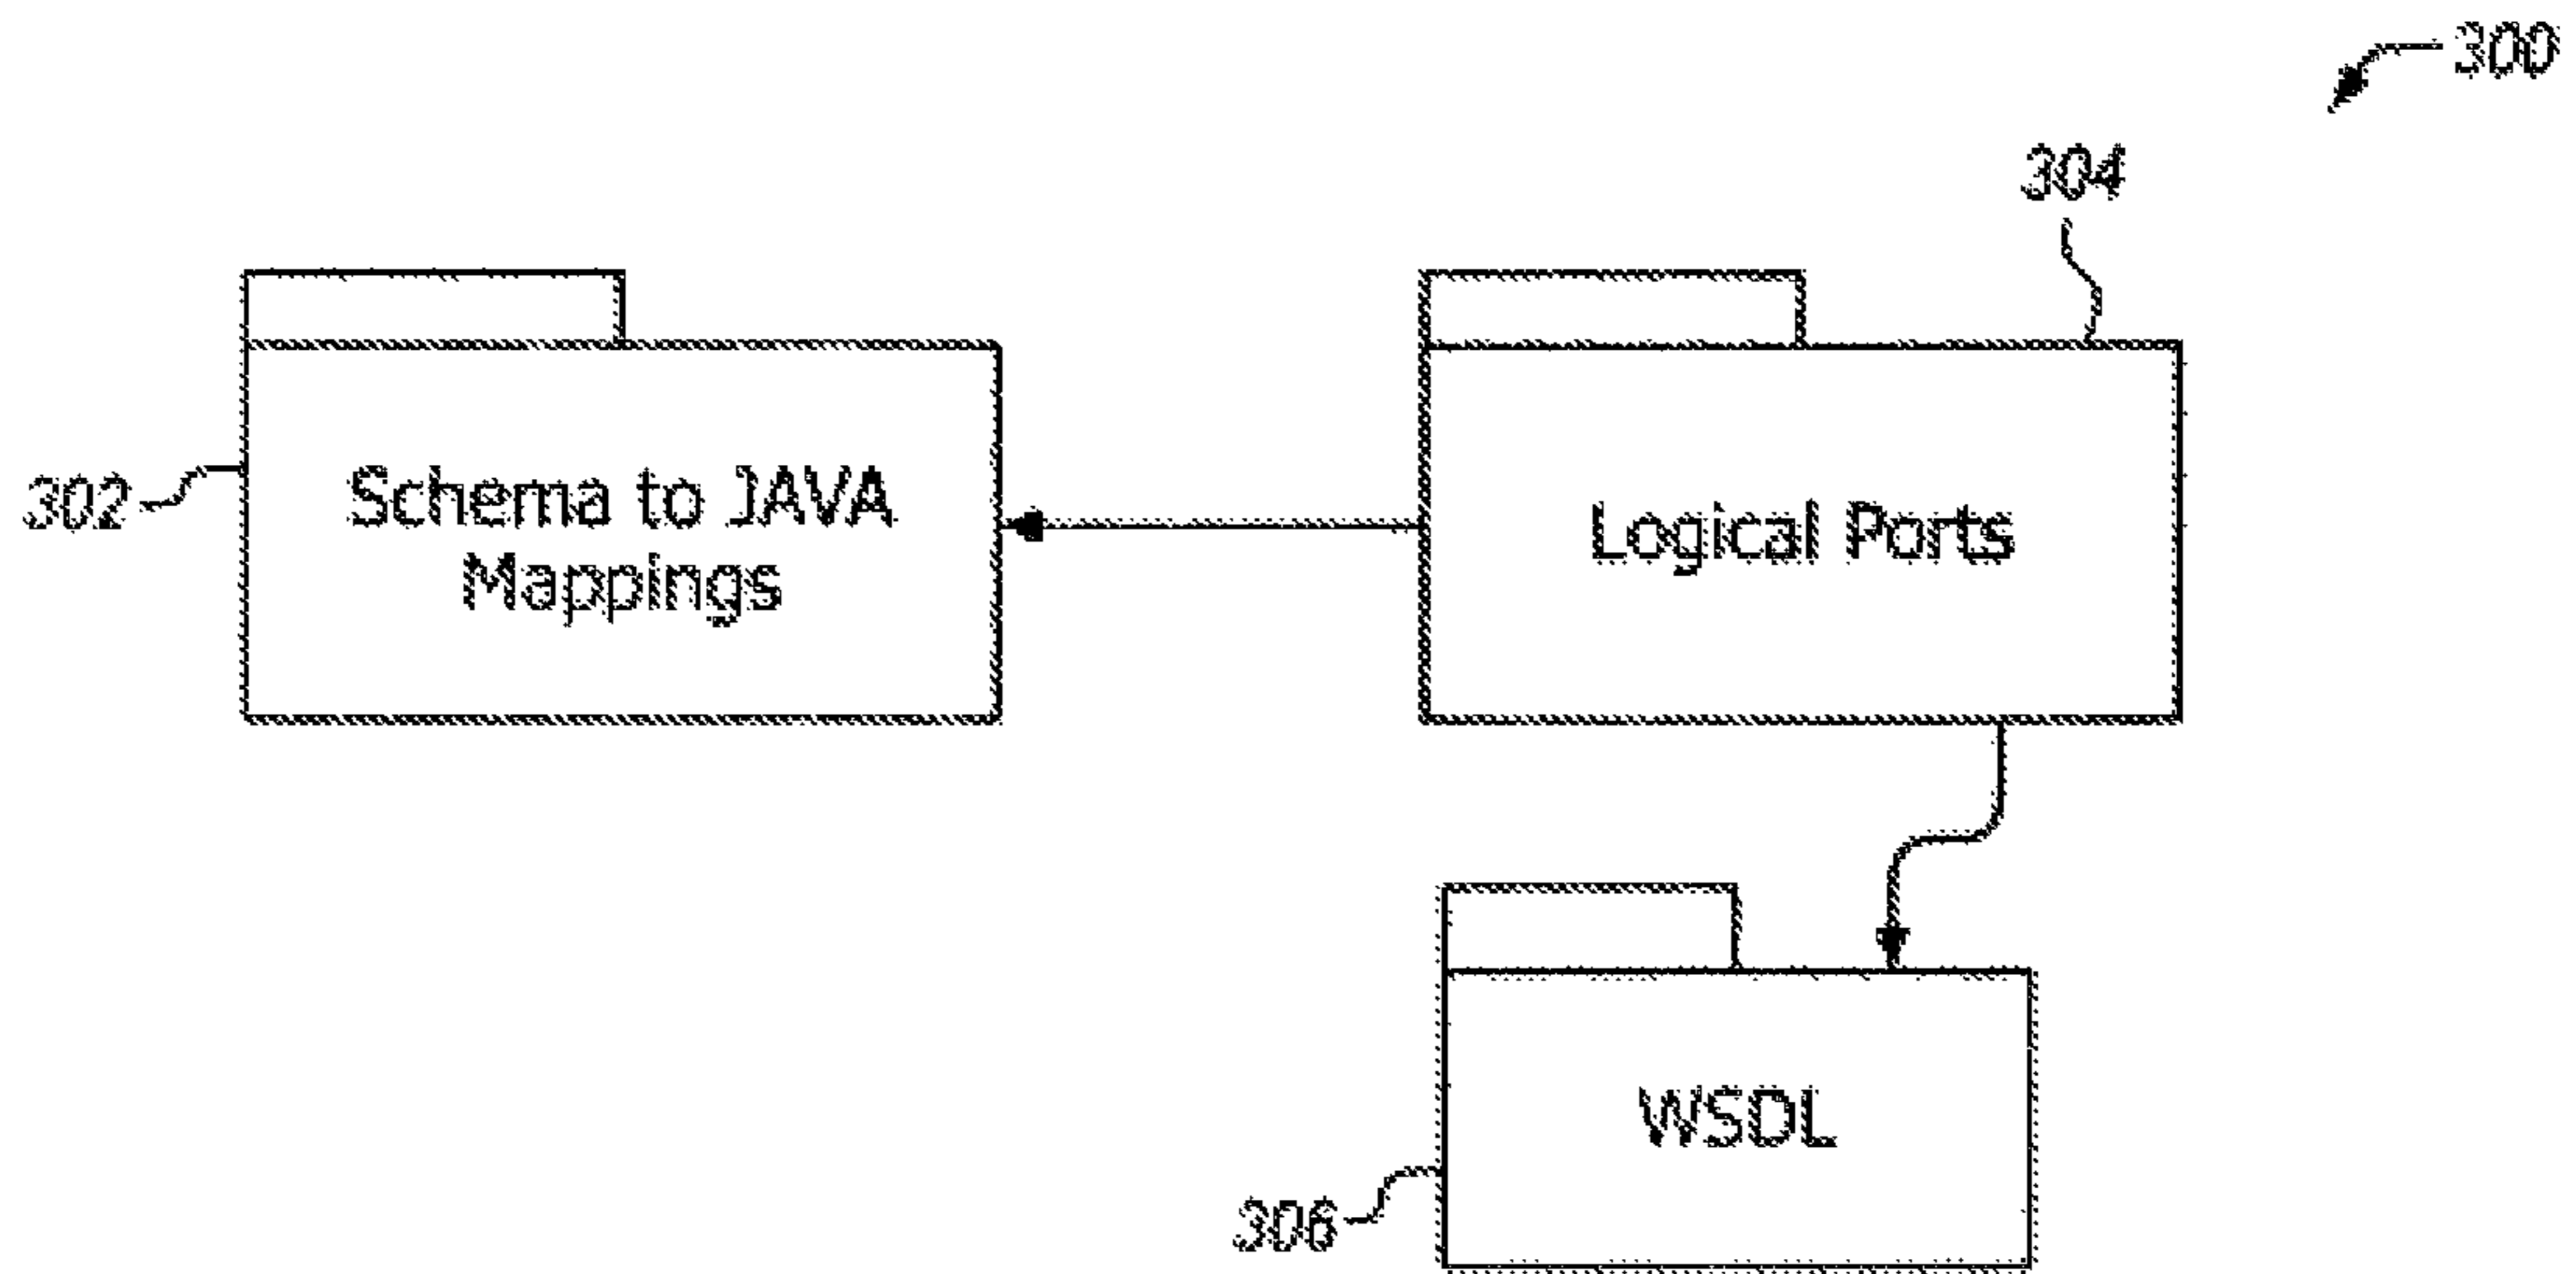 300
304
302
Schema to JAVA
Mappings
Logical Ports
WSDL
306